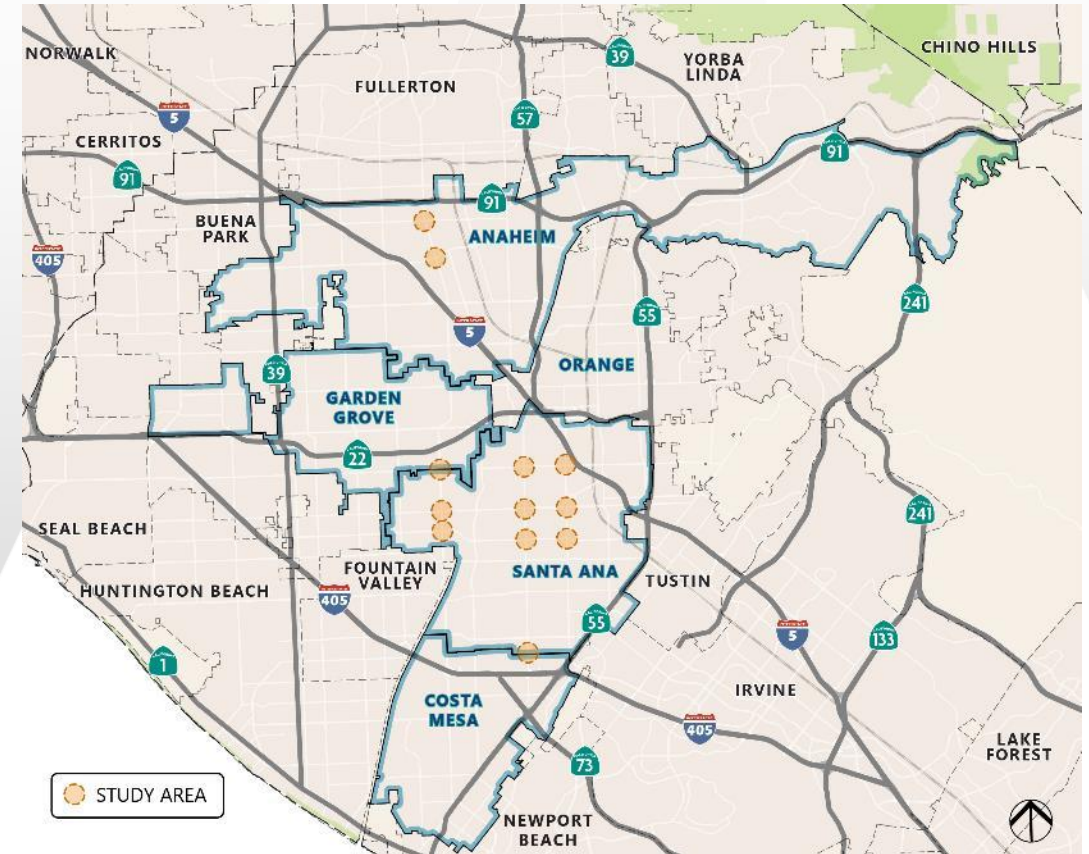 NORWALK
CERRITOS
FULLERTON
YORBA
LINDA
CHINO HILLS
39
5
57
91
91
91
BUENA
PARK
ANAHEIM
405
5
55
241
39
ORANGE
GARDEN
GROVE
22
SEAL BEACH
241
FOUNTAIN
VALLEY
SANTA ANA
TUSTIN
HUNTINGTON BEACH
405
55
5
133
1
COSTA
MESA
IRVINE
405
LAKE
FOREST
73
STUDY AREA
NEWPORT
BEACH